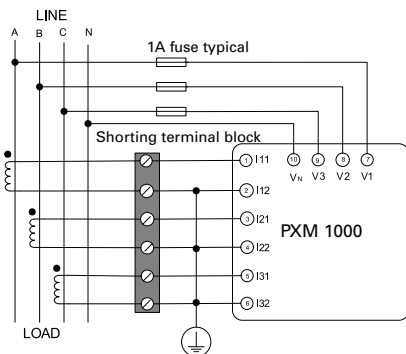 LINE
A B C N
1A fuse typical
Shorting terminal block
10 9 8 7
VN V3 V2 V1
1 I11
2 I12
PXM 1000
3 I21
4 I22
5 I31
6 I32
LOAD